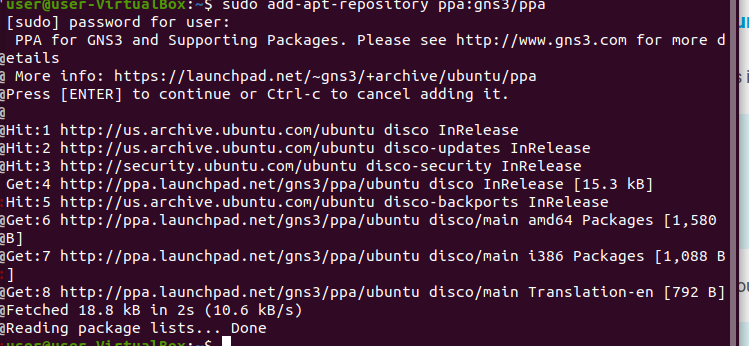 'user@user-VirtualBox:~$ sudo add-apt-repository ppa:gns3/ppa
[sudo] password for user:
PPA for GNS3 and Supporting Packages. Please see http://www.gns3.com for more d
@etails
@ More info: https://launchpad.net/~gns3/+archive/ubuntu/ppa
@Press [ENTER] to continue or Ctrl-c to cancel adding it.
@
@Hit:1 http://us.archive.ubuntu.com/ubuntu disco InRelease
@Hit:2 http://us.archive.ubuntu.com/ubuntu disco-updates InRelease
@Hit:3 http://security.ubuntu.com/ubuntu disco-security InRelease
Get:4 http://ppa.launchpad.net/gns3/ppa/ubuntu disco InRelease [15.3 kB]
Hit:5 http://us.archive.ubuntu.com/ubuntu disco-backports InRelease
@Get:6 http://ppa.launchpad.net/gns3/ppa/ubuntu disco/main amd64 Packages [1,580
@B]
@Get:7 http://ppa.launchpad.net/gns3/ppa/ubuntu disco/main i386 Packages [1,088 B
:]
@Get:8 http://ppa.launchpad.net/gns3/ppa/ubuntu disco/main Translation-en [792 B]
@Fetched 18.8 kB in 2s (10.6 kB/s)
@Reading package lists... Done
user@user-VirtualBox:~$